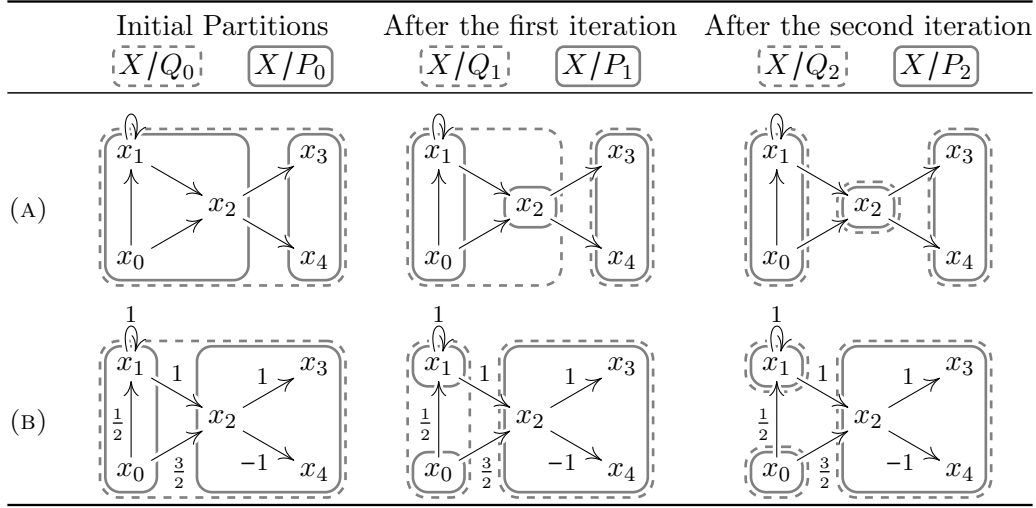 Initial Partitions After the first iteration After the second iteration
X/Q₀ X/P₀ X/Q₁ X/P₁ X/Q₂ X/P₂
x₁ x₃ x₁ x₃ x₁ x₃
(A) x₂ x₂ x₂
x₀ x₄ x₀ x₄ x₀ x₄
1 1 1
x₁ 1 1 x₃ x₁ 1 1 x₃ x₁ 1 1 x₃
(B) 1/2 x₂ 1/2 x₂ 1/2 x₂
x₀ 3/2 −1 x₄ x₀ 3/2 −1 x₄ x₀ 3/2 −1 x₄